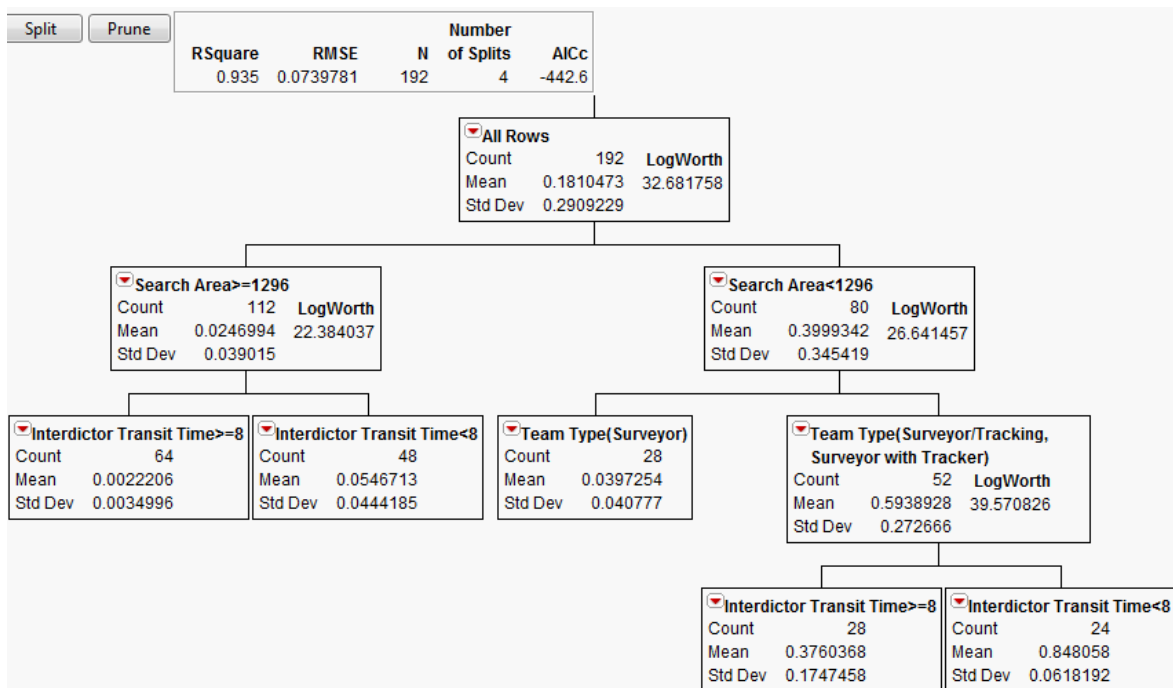 Split Prune
Number
RSquare RMSE N of Splits AICc
0.935 0.0739781 192 4 -442.6
All Rows
Count 192 LogWorth
Mean 0.1810473 32.681758
Std Dev 0.2909229
Search Area>=1296
Count 112 LogWorth
Mean 0.0246994 22.384037
Std Dev 0.039015
Search Area<1296
Count 80 LogWorth
Mean 0.3999342 26.641457
Std Dev 0.345419
Interdictor Transit Time>=8
Count 64
Mean 0.0022206
Std Dev 0.0034996
Interdictor Transit Time<8
Count 48
Mean 0.0546713
Std Dev 0.0444185
Team Type(Surveyor)
Count 28
Mean 0.0397254
Std Dev 0.040777
Team Type(Surveyor/Tracking,
Surveyor with Tracker)
Count 52 LogWorth
Mean 0.5938928 39.570826
Std Dev 0.272666
Interdictor Transit Time>=8
Count 28
Mean 0.3760368
Std Dev 0.1747458
Interdictor Transit Time<8
Count 24
Mean 0.848058
Std Dev 0.0618192